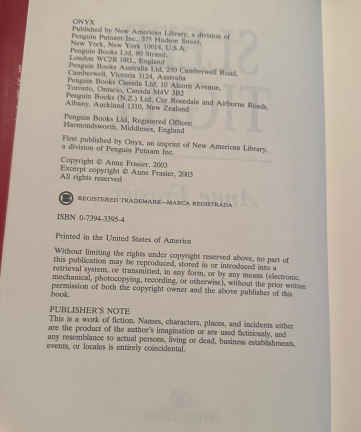 ONYX
Published by New American Library, a division of
Penguin Putnam Inc., 375 Hudson Street,
New York, New York 10014, U.S.A.
Penguin Books Ltd, 80 Strand,
London WC2R 0RL, England
Penguin Books Australia Ltd, 250 Camberwell Road,
Camberwell, Victoria 3124, Australia
Penguin Books Canada Ltd, 10 Alcorn Avenue,
Toronto, Ontario, Canada M4V 3B2
Penguin Books (N.Z.) Ltd, Cnr Rosedale and Airborne Roads,
Albany, Auckland 1310, New Zealand
Penguin Books Ltd, Registered Offices:
Harmondsworth, Middlesex, England
First published by Onyx, an imprint of New American Library,
a division of Penguin Putnam Inc.
Copyright © Anne Frasier, 2003
Excerpt copyright © Anne Frasier, 2003
All rights reserved
REGISTERED TRADEMARK—MARCA REGISTRADA
ISBN 0-7394-3395-4
Printed in the United States of America
Without limiting the rights under copyright reserved above, no part of
this publication may be reproduced, stored in or introduced into a
retrieval system, or transmitted, in any form, or by any means (electronic,
mechanical, photocopying, recording, or otherwise), without the prior written
permission of both the copyright owner and the above publisher of this
book.
PUBLISHER'S NOTE
This is a work of fiction. Names, characters, places, and incidents either
are the product of the author's imagination or are used fictitiously, and
any resemblance to actual persons, living or dead, business establishments,
events, or locales is entirely coincidental.